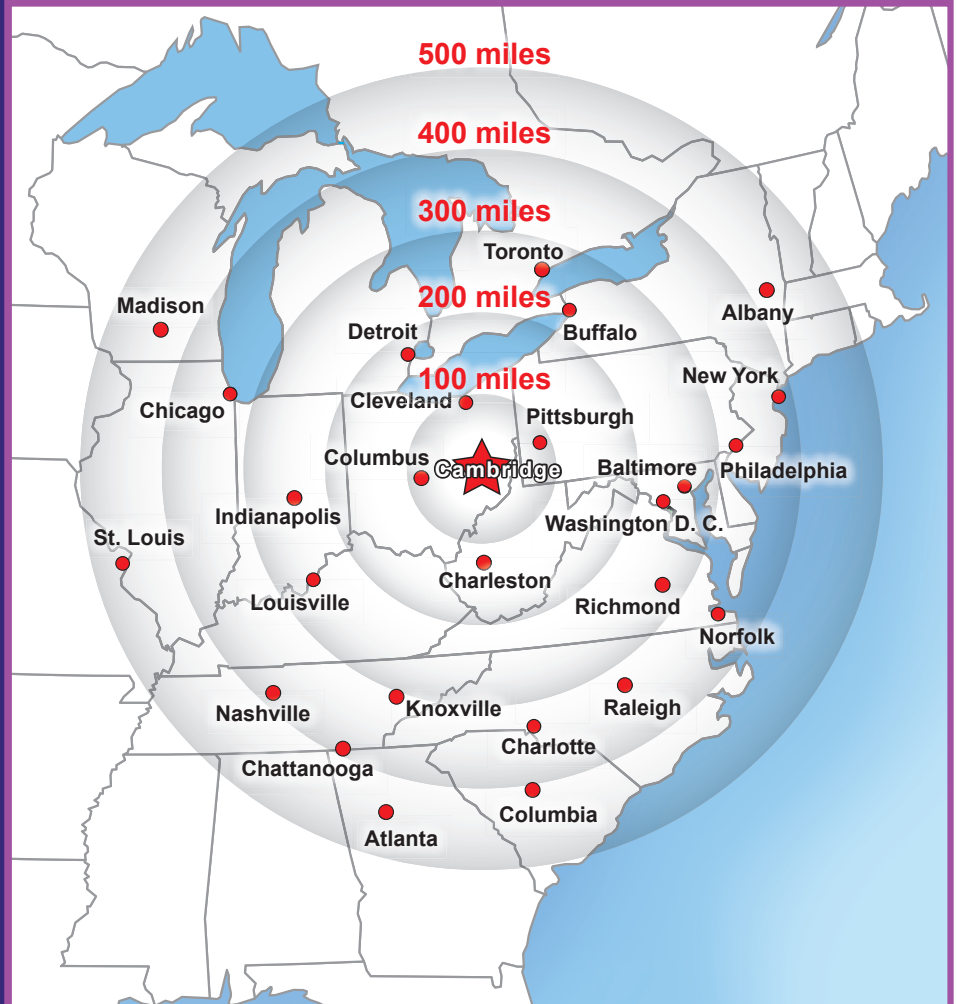 500 miles
400 miles
300 miles
Toronto
200 miles
Madison
Albany
Detroit
Buffalo
New York
100 miles
Chicago
Cleveland
Pittsburgh
Columbus
Cambridge
Baltimore
Philadelphia
Indianapolis
Washington D. C.
St. Louis
Charleston
Louisville
Richmond
Norfolk
Nashville
Knoxville
Raleigh
Charlotte
Chattanooga
Columbia
Atlanta